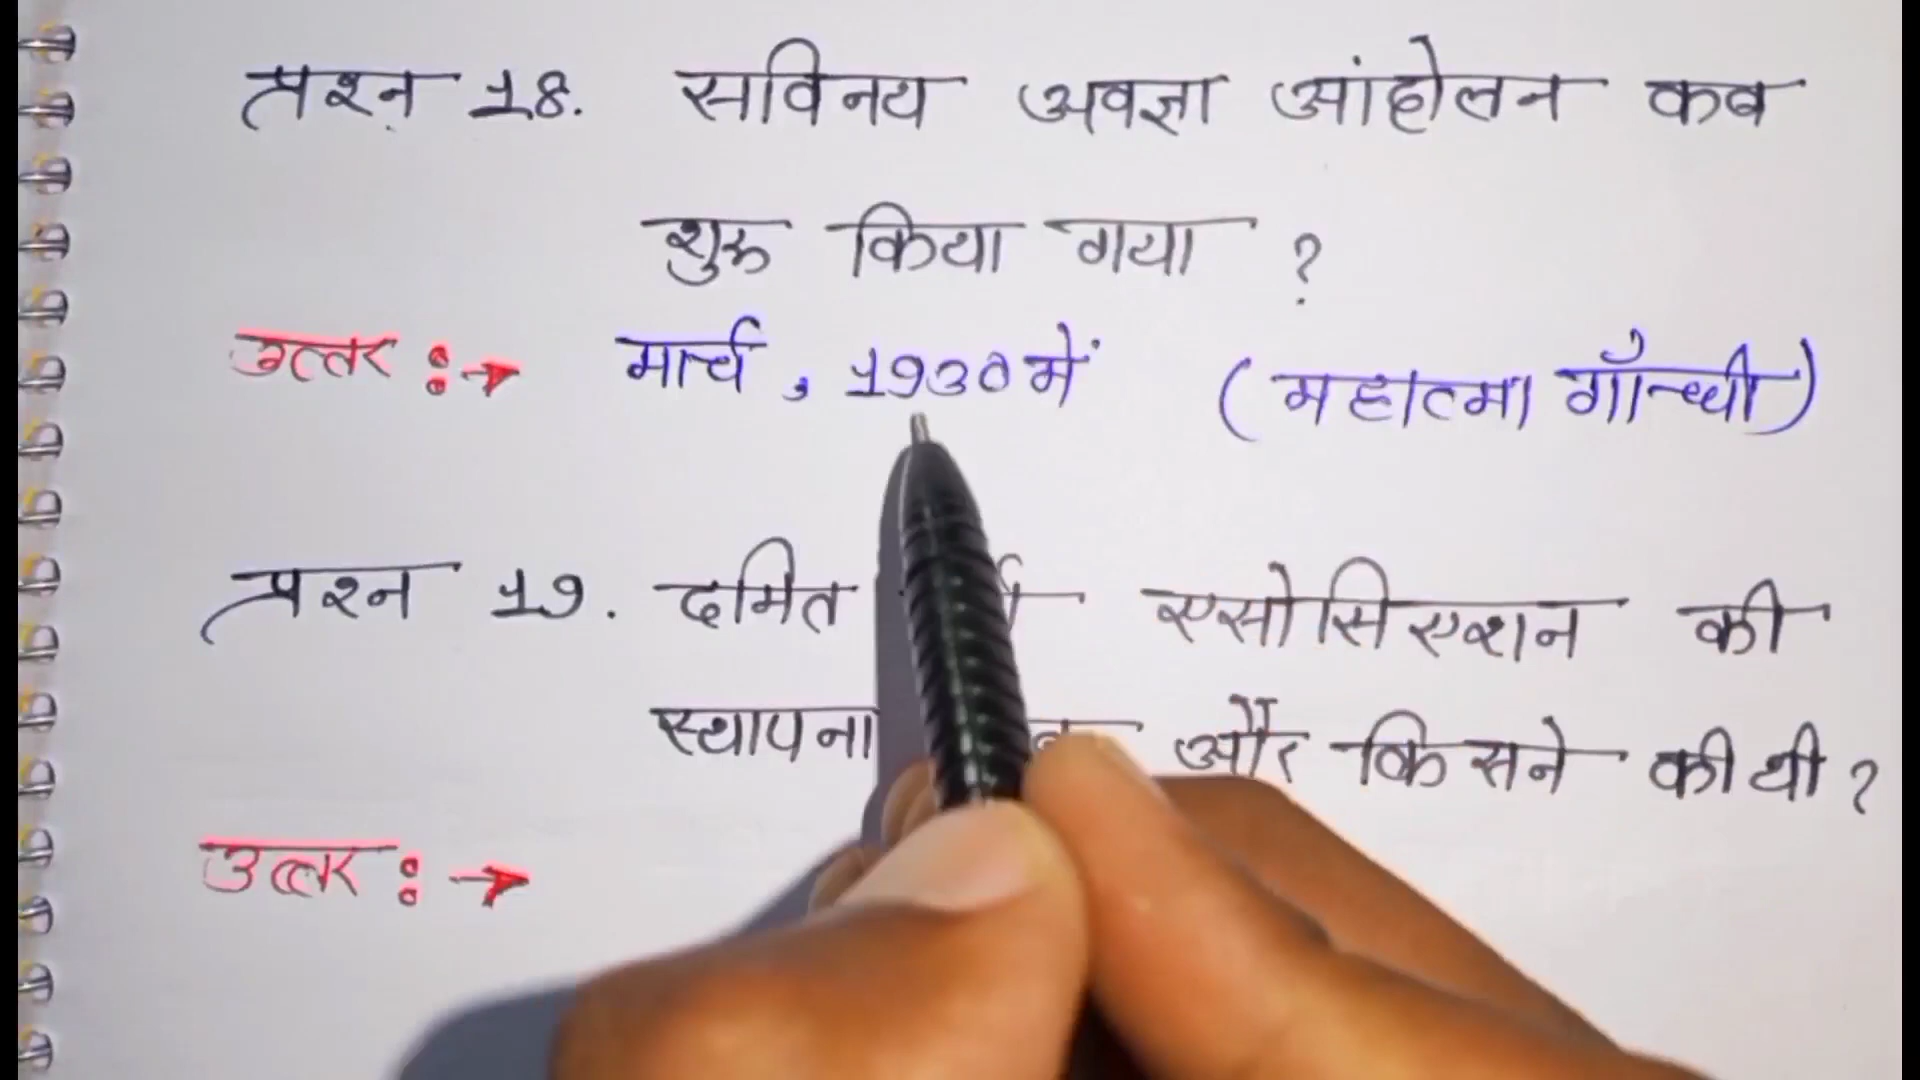 प्रश्न 18. सविनय अवज्ञा आंदोलन कब
शुरू किया गया ?
उत्तर :→ मार्च, 1930 में (महात्मा गाँन्धी)
प्रश्न 19. दमित एसोसिएशन की
स्थापना और किसने की थी ?
उत्तर :→